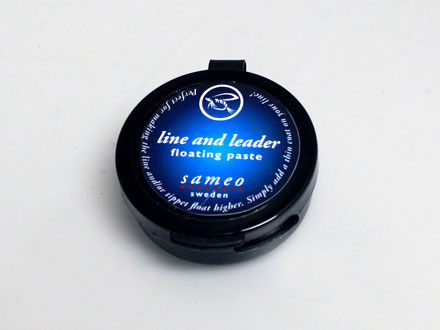 line and leader
floating paste
sameo
sweden
Perfect for making the line and/or tippet float higher. Simply add a thin coat on your line!